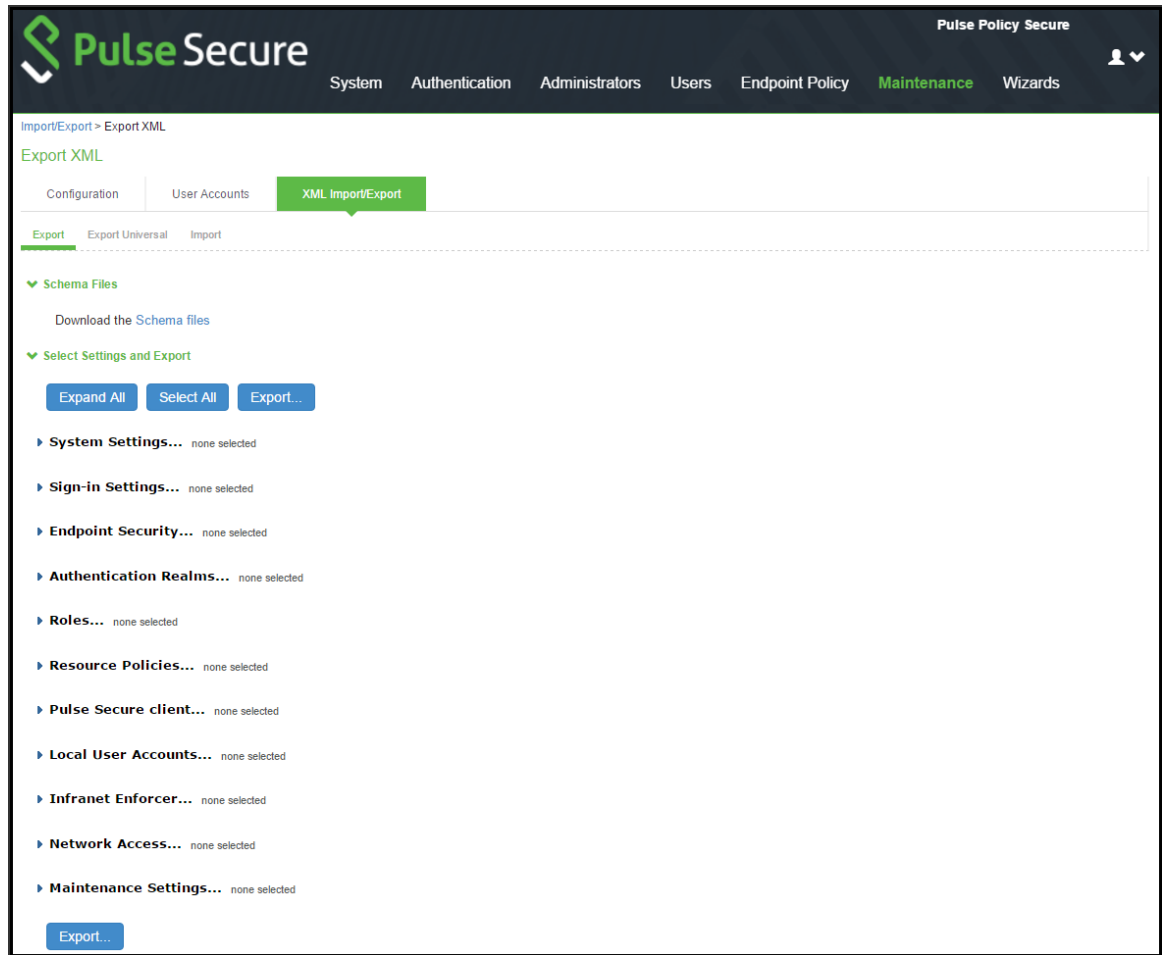 Pulse Policy Secure
Pulse Secure
System Authentication Administrators Users Endpoint Policy Maintenance Wizards
Import/Export > Export XML
Export XML
Configuration User Accounts XML Import/Export
Export Export Universal Import
Schema Files
Download the Schema files
Select Settings and Export
Expand All Select All Export...
System Settings... none selected
Sign-in Settings... none selected
Endpoint Security... none selected
Authentication Realms... none selected
Roles... none selected
Resource Policies... none selected
Pulse Secure client... none selected
Local User Accounts... none selected
Infranet Enforcer... none selected
Network Access... none selected
Maintenance Settings... none selected
Export...